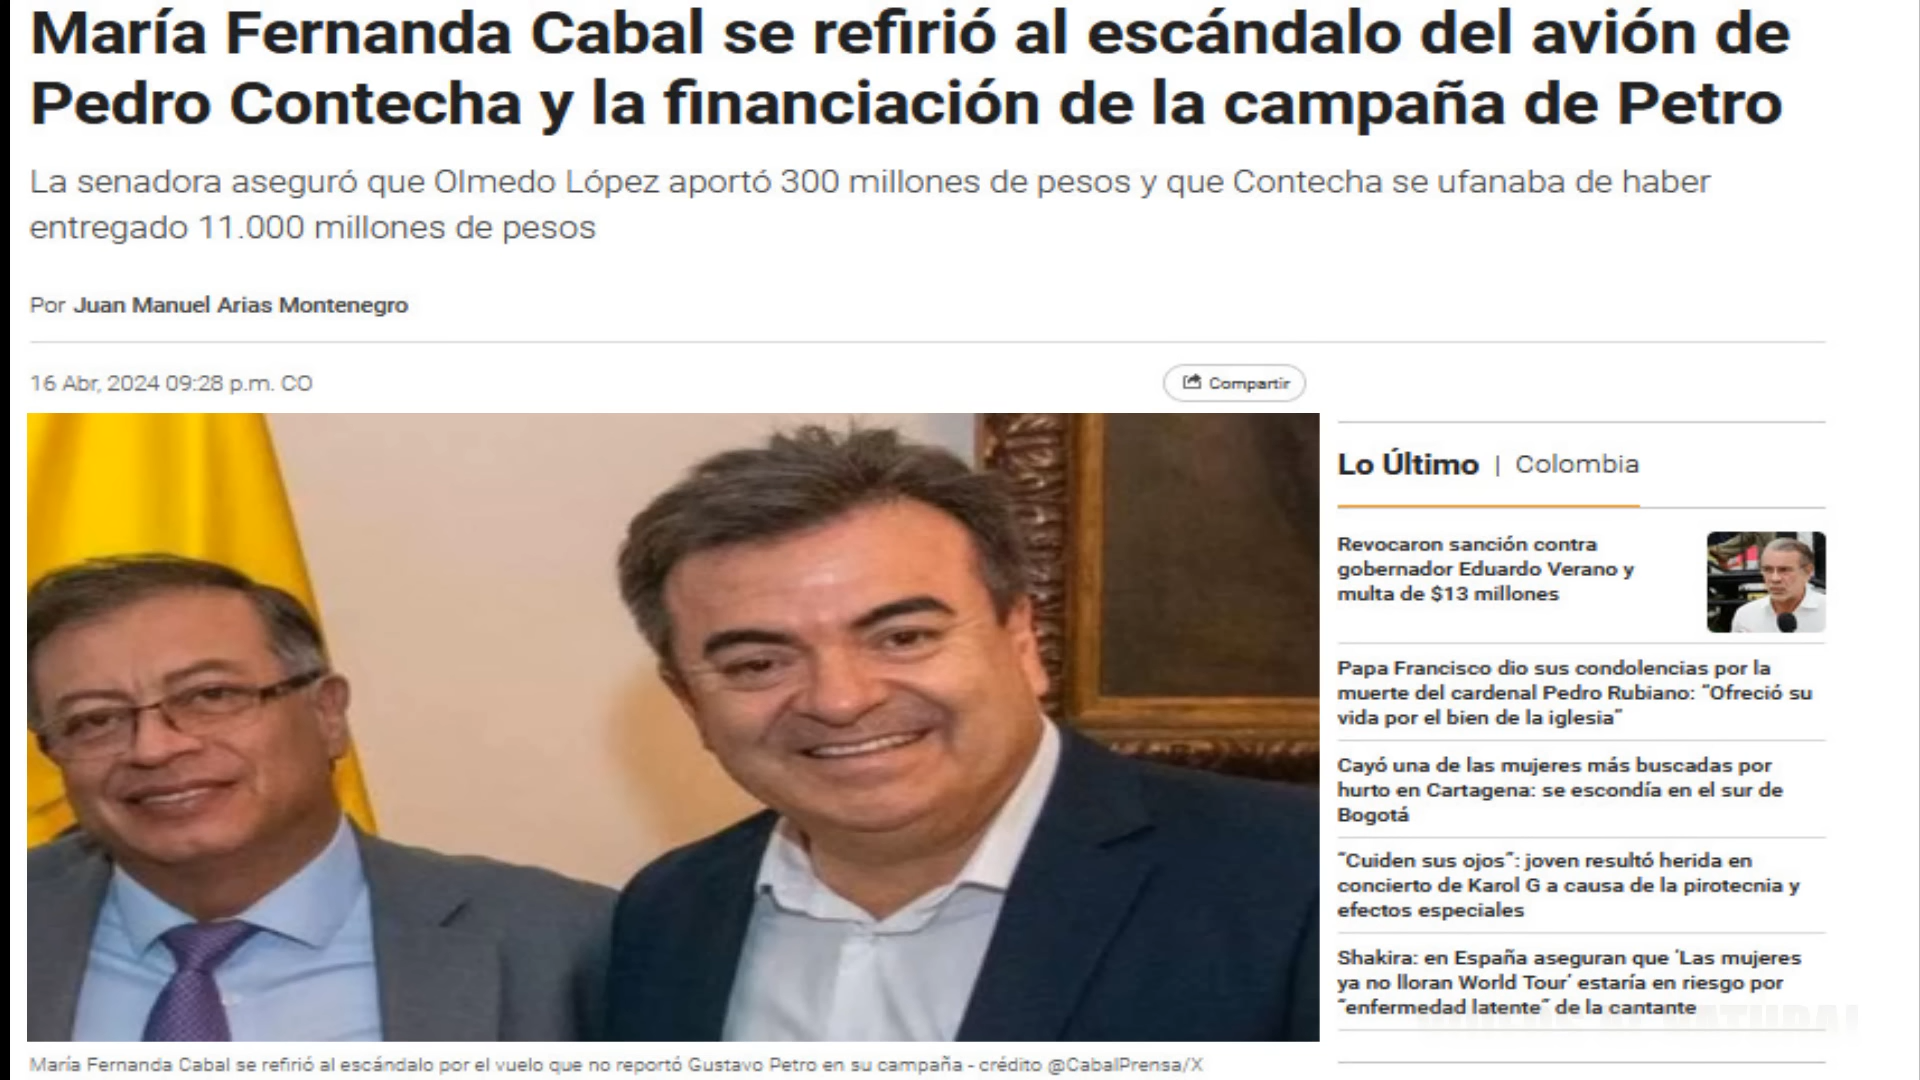 María Fernanda Cabal se refirió al escándalo del avión de
Pedro Contecha y la financiación de la campaña de Petro
La senadora aseguró que Olmedo López aportó 300 millones de pesos y que Contecha se ufanaba de haber
entregado 11.000 millones de pesos
Por Juan Manuel Arias Montenegro
16 Abr, 2024 09:28 p.m. CO
Compartir
Lo Último | Colombia
Revocaron sanción contra
gobernador Eduardo Verano y
multa de $13 millones
Papa Francisco dio sus condolencias por la
muerte del cardenal Pedro Rubiano: “Ofreció su
vida por el bien de la iglesia”
Cayó una de las mujeres más buscadas por
hurto en Cartagena: se escondía en el sur de
Bogotá
“Cuiden sus ojos”: joven resultó herida en
concierto de Karol G a causa de la pirotecnia y
efectos especiales
Shakira: en España aseguran que ‘Las mujeres
ya no lloran World Tour’ estaría en riesgo por
“enfermedad latente” de la cantante
María Fernanda Cabal se refirió al escándalo por el vuelo que no reportó Gustavo Petro en su campaña - crédito @CabalPrensa/X